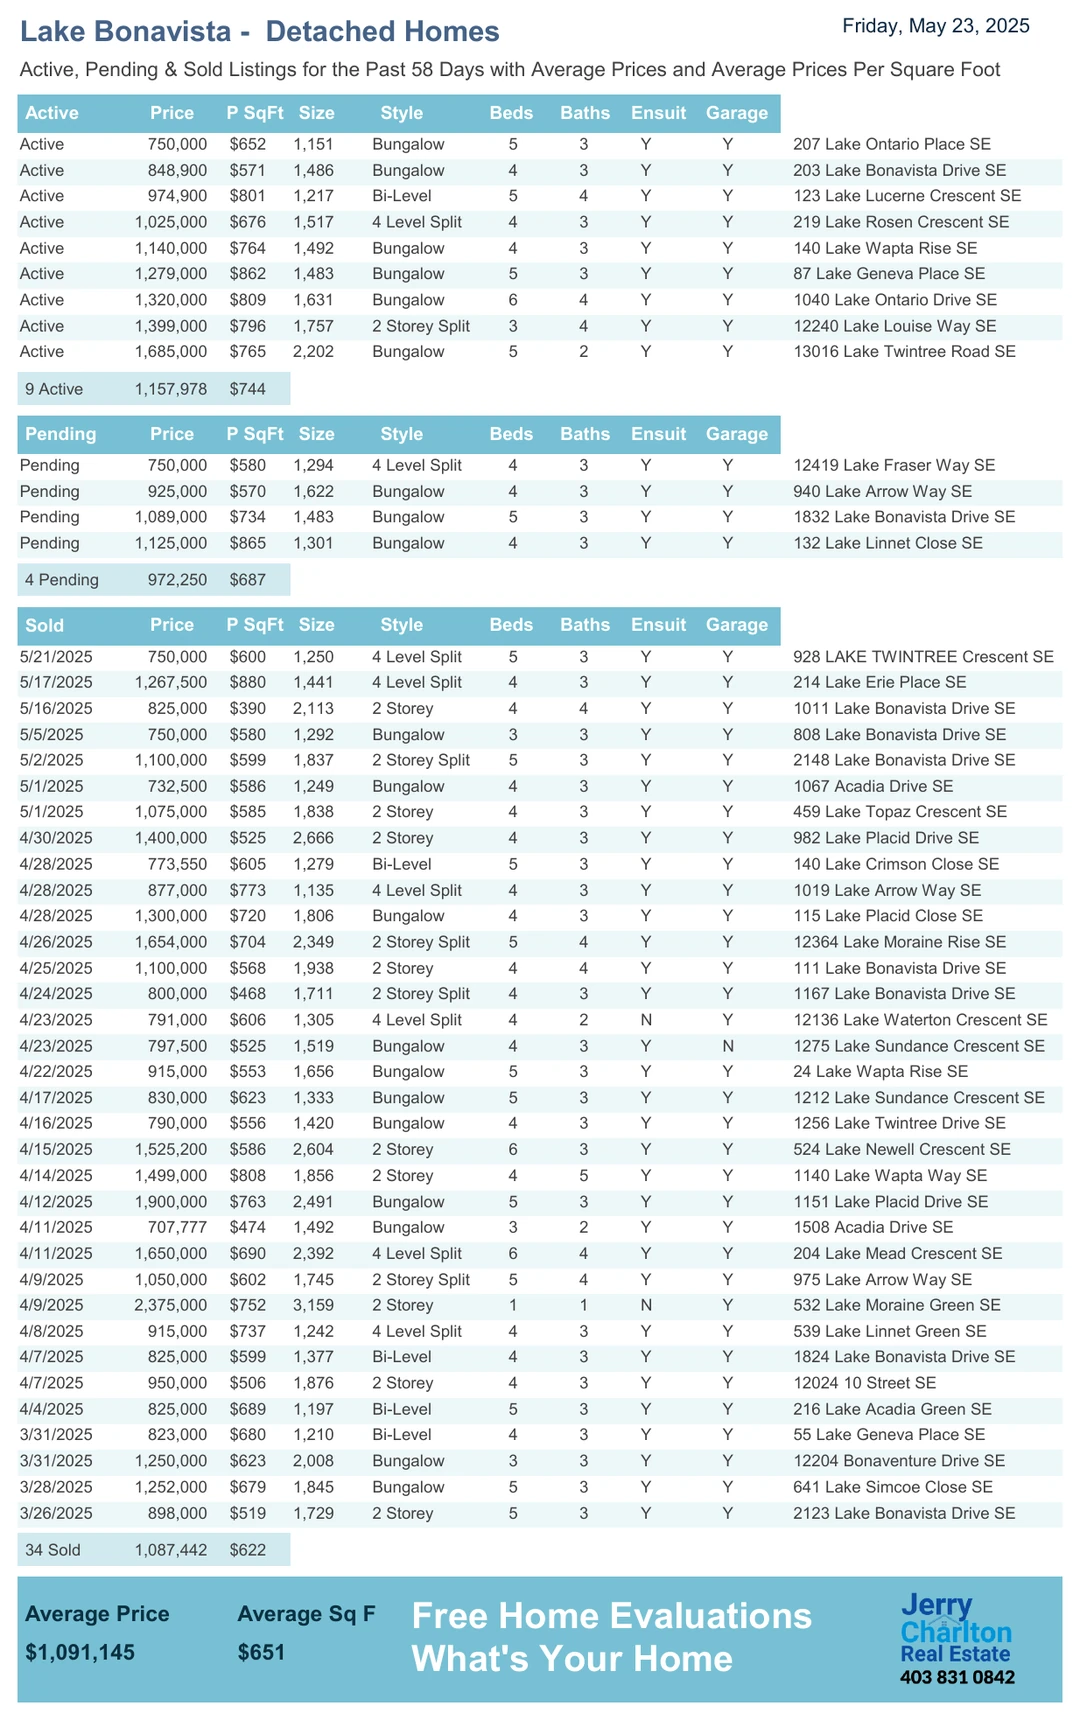 Lake Bonavista - Detached Homes
Friday, May 23, 2025
Active, Pending & Sold Listings for the Past 58 Days with Average Prices and Average Prices Per Square Foot
Active Price P SqFt Size Style Beds Baths Ensuit Garage
Active 750,000 $652 1,151 Bungalow 5 3 Y Y 207 Lake Ontario Place SE
Active 848,900 $571 1,486 Bungalow 4 3 Y Y 203 Lake Bonavista Drive SE
Active 974,900 $801 1,217 Bi-Level 5 4 Y Y 123 Lake Lucerne Crescent SE
Active 1,025,000 $676 1,517 4 Level Split 4 3 Y Y 219 Lake Rosen Crescent SE
Active 1,140,000 $764 1,492 Bungalow 4 3 Y Y 140 Lake Wapta Rise SE
Active 1,279,000 $862 1,483 Bungalow 5 3 Y Y 87 Lake Geneva Place SE
Active 1,320,000 $809 1,631 Bungalow 6 4 Y Y 1040 Lake Ontario Drive SE
Active 1,399,000 $796 1,757 2 Storey Split 3 4 Y Y 12240 Lake Louise Way SE
Active 1,685,000 $765 2,202 Bungalow 5 2 Y Y 13016 Lake Twintree Road SE
9 Active 1,157,978 $744
Pending Price P SqFt Size Style Beds Baths Ensuit Garage
Pending 750,000 $580 1,294 4 Level Split 4 3 Y Y 12419 Lake Fraser Way SE
Pending 925,000 $570 1,622 Bungalow 4 3 Y Y 940 Lake Arrow Way SE
Pending 1,089,000 $734 1,483 Bungalow 5 3 Y Y 1832 Lake Bonavista Drive SE
Pending 1,125,000 $865 1,301 Bungalow 4 3 Y Y 132 Lake Linnet Close SE
4 Pending 972,250 $687
Sold Price P SqFt Size Style Beds Baths Ensuit Garage
5/21/2025 750,000 $600 1,250 4 Level Split 5 3 Y Y 928 LAKE TWINTREE Crescent SE
5/17/2025 1,267,500 $880 1,441 4 Level Split 4 3 Y Y 214 Lake Erie Place SE
5/16/2025 825,000 $390 2,113 2 Storey 4 4 Y Y 1011 Lake Bonavista Drive SE
5/5/2025 750,000 $580 1,292 Bungalow 3 3 Y Y 808 Lake Bonavista Drive SE
5/2/2025 1,100,000 $599 1,837 2 Storey Split 5 3 Y Y 2148 Lake Bonavista Drive SE
5/1/2025 732,500 $586 1,249 Bungalow 4 3 Y Y 1067 Acadia Drive SE
5/1/2025 1,075,000 $585 1,838 2 Storey 4 3 Y Y 459 Lake Topaz Crescent SE
4/30/2025 1,400,000 $525 2,666 2 Storey 4 3 Y Y 982 Lake Placid Drive SE
4/28/2025 773,550 $605 1,279 Bi-Level 5 3 Y Y 140 Lake Crimson Close SE
4/28/2025 877,000 $773 1,135 4 Level Split 4 3 Y Y 1019 Lake Arrow Way SE
4/28/2025 1,300,000 $720 1,806 Bungalow 4 3 Y Y 115 Lake Placid Close SE
4/26/2025 1,654,000 $704 2,349 2 Storey Split 5 4 Y Y 12364 Lake Moraine Rise SE
4/25/2025 1,100,000 $568 1,938 2 Storey 4 4 Y Y 111 Lake Bonavista Drive SE
4/24/2025 800,000 $468 1,711 2 Storey Split 4 3 Y Y 1167 Lake Bonavista Drive SE
4/23/2025 791,000 $606 1,305 4 Level Split 4 2 N Y 12136 Lake Waterton Crescent SE
4/23/2025 797,500 $525 1,519 Bungalow 4 3 Y N 1275 Lake Sundance Crescent SE
4/22/2025 915,000 $553 1,656 Bungalow 5 3 Y Y 24 Lake Wapta Rise SE
4/17/2025 830,000 $623 1,333 Bungalow 5 3 Y Y 1212 Lake Sundance Crescent SE
4/16/2025 790,000 $556 1,420 Bungalow 4 3 Y Y 1256 Lake Twintree Drive SE
4/15/2025 1,525,200 $586 2,604 2 Storey 6 3 Y Y 524 Lake Newell Crescent SE
4/14/2025 1,499,000 $808 1,856 2 Storey 4 5 Y Y 1140 Lake Wapta Way SE
4/12/2025 1,900,000 $763 2,491 Bungalow 5 3 Y Y 1151 Lake Placid Drive SE
4/11/2025 707,777 $474 1,492 Bungalow 3 2 Y Y 1508 Acadia Drive SE
4/11/2025 1,650,000 $690 2,392 4 Level Split 6 4 Y Y 204 Lake Mead Crescent SE
4/9/2025 1,050,000 $602 1,745 2 Storey Split 5 4 Y Y 975 Lake Arrow Way SE
4/9/2025 2,375,000 $752 3,159 2 Storey 1 1 N Y 532 Lake Moraine Green SE
4/8/2025 915,000 $737 1,242 4 Level Split 4 3 Y Y 539 Lake Linnet Green SE
4/7/2025 825,000 $599 1,377 Bi-Level 4 3 Y Y 1824 Lake Bonavista Drive SE
4/7/2025 950,000 $506 1,876 2 Storey 4 3 Y Y 12024 10 Street SE
4/4/2025 825,000 $689 1,197 Bi-Level 5 3 Y Y 216 Lake Acadia Green SE
3/31/2025 823,000 $680 1,210 Bi-Level 4 3 Y Y 55 Lake Geneva Place SE
3/31/2025 1,250,000 $623 2,008 Bungalow 3 3 Y Y 12204 Bonaventure Drive SE
3/28/2025 1,252,000 $679 1,845 Bungalow 5 3 Y Y 641 Lake Simcoe Close SE
3/26/2025 898,000 $519 1,729 2 Storey 5 3 Y Y 2123 Lake Bonavista Drive SE
34 Sold 1,087,442 $622
Average Price Average Sq F
$1,091,145 $651
Free Home Evaluations
What's Your Home
Jerry
Charlton
Real Estate
403 831 0842